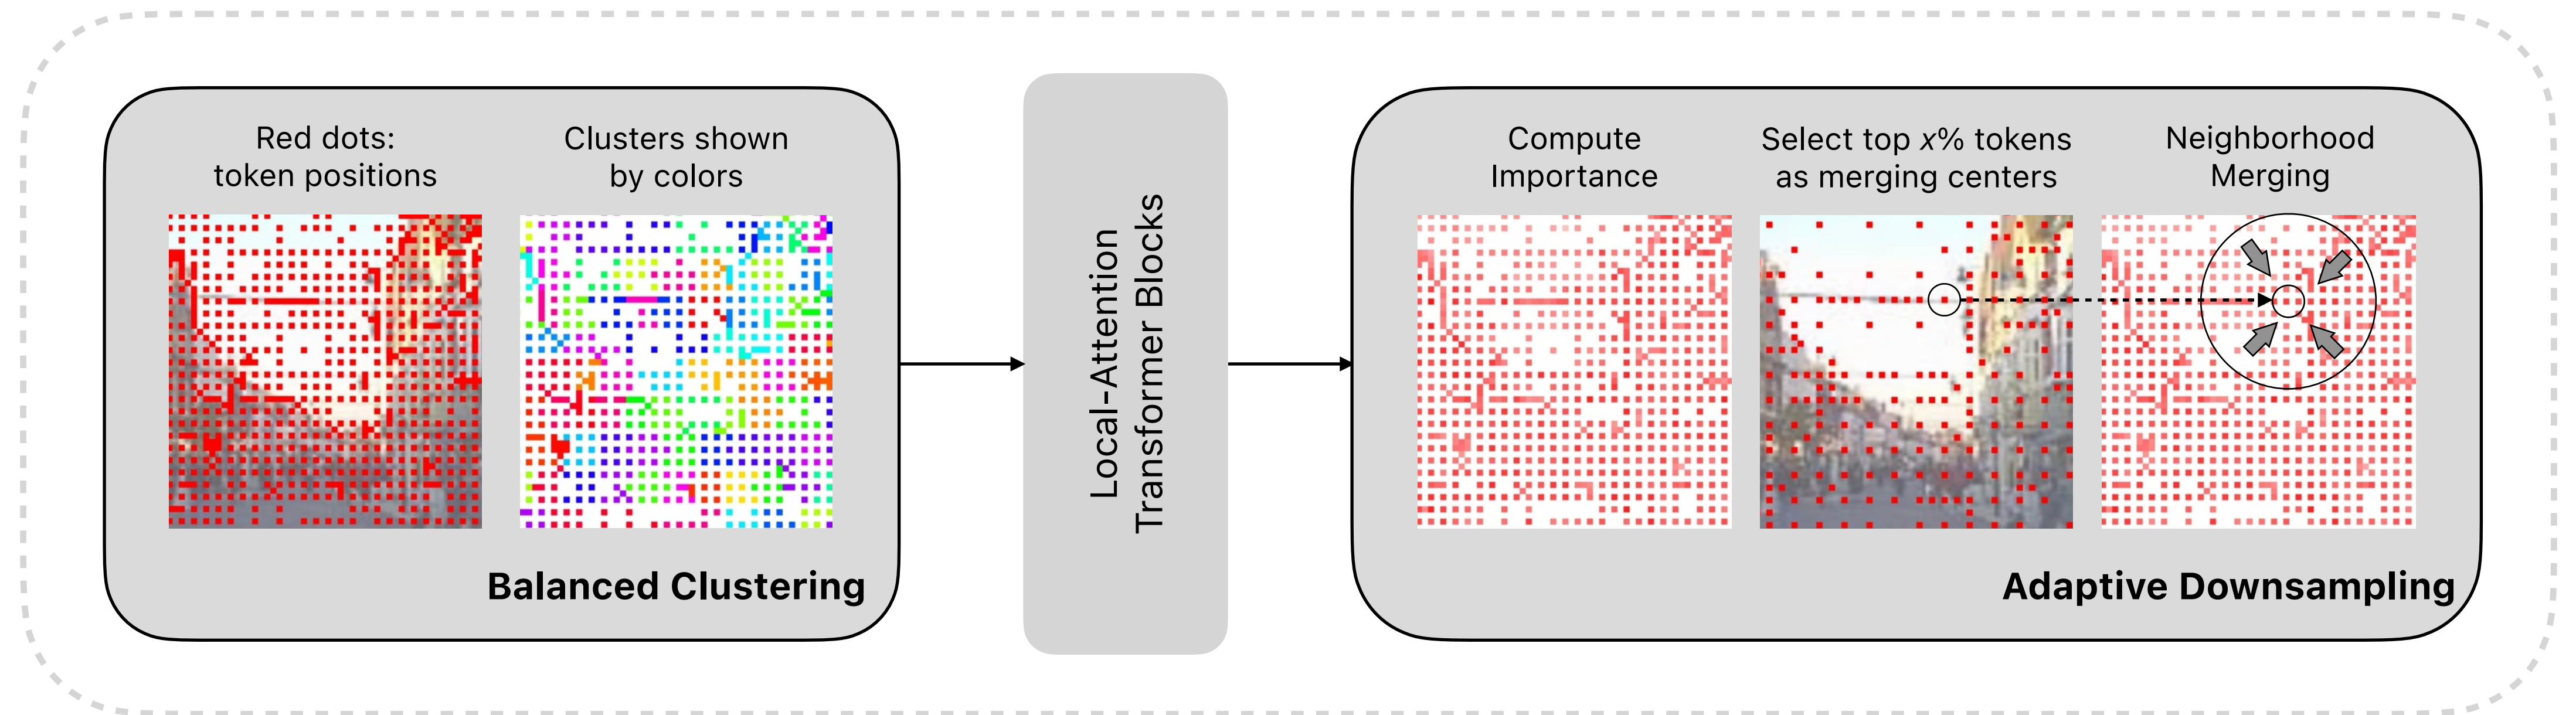 Red dots:
token positions
Clusters shown
by colors
Balanced Clustering
Local-Attention
Transformer Blocks
Compute
Importance
Select top x% tokens
as merging centers
Neighborhood
Merging
Adaptive Downsampling